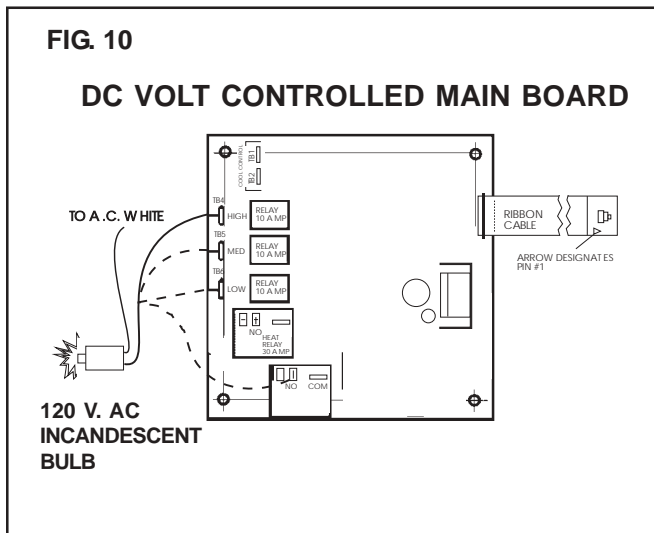 FIG. 10
DC VOLT CONTROLLED MAIN BOARD
COOL CONTROL
TB1
TB2
TB4
HIGH
RELAY
10 A MP
TO A .C. W HITE
TB5
MED
RELAY
10 A MP
TB6
LOW
RELAY
10 A MP
NO
HEAT
RELAY
30 A MP
NO COM
RIBBON
CABLE
ARROW DESIGNATES
PIN #1
120 V. AC
INCANDESCENT
BULB